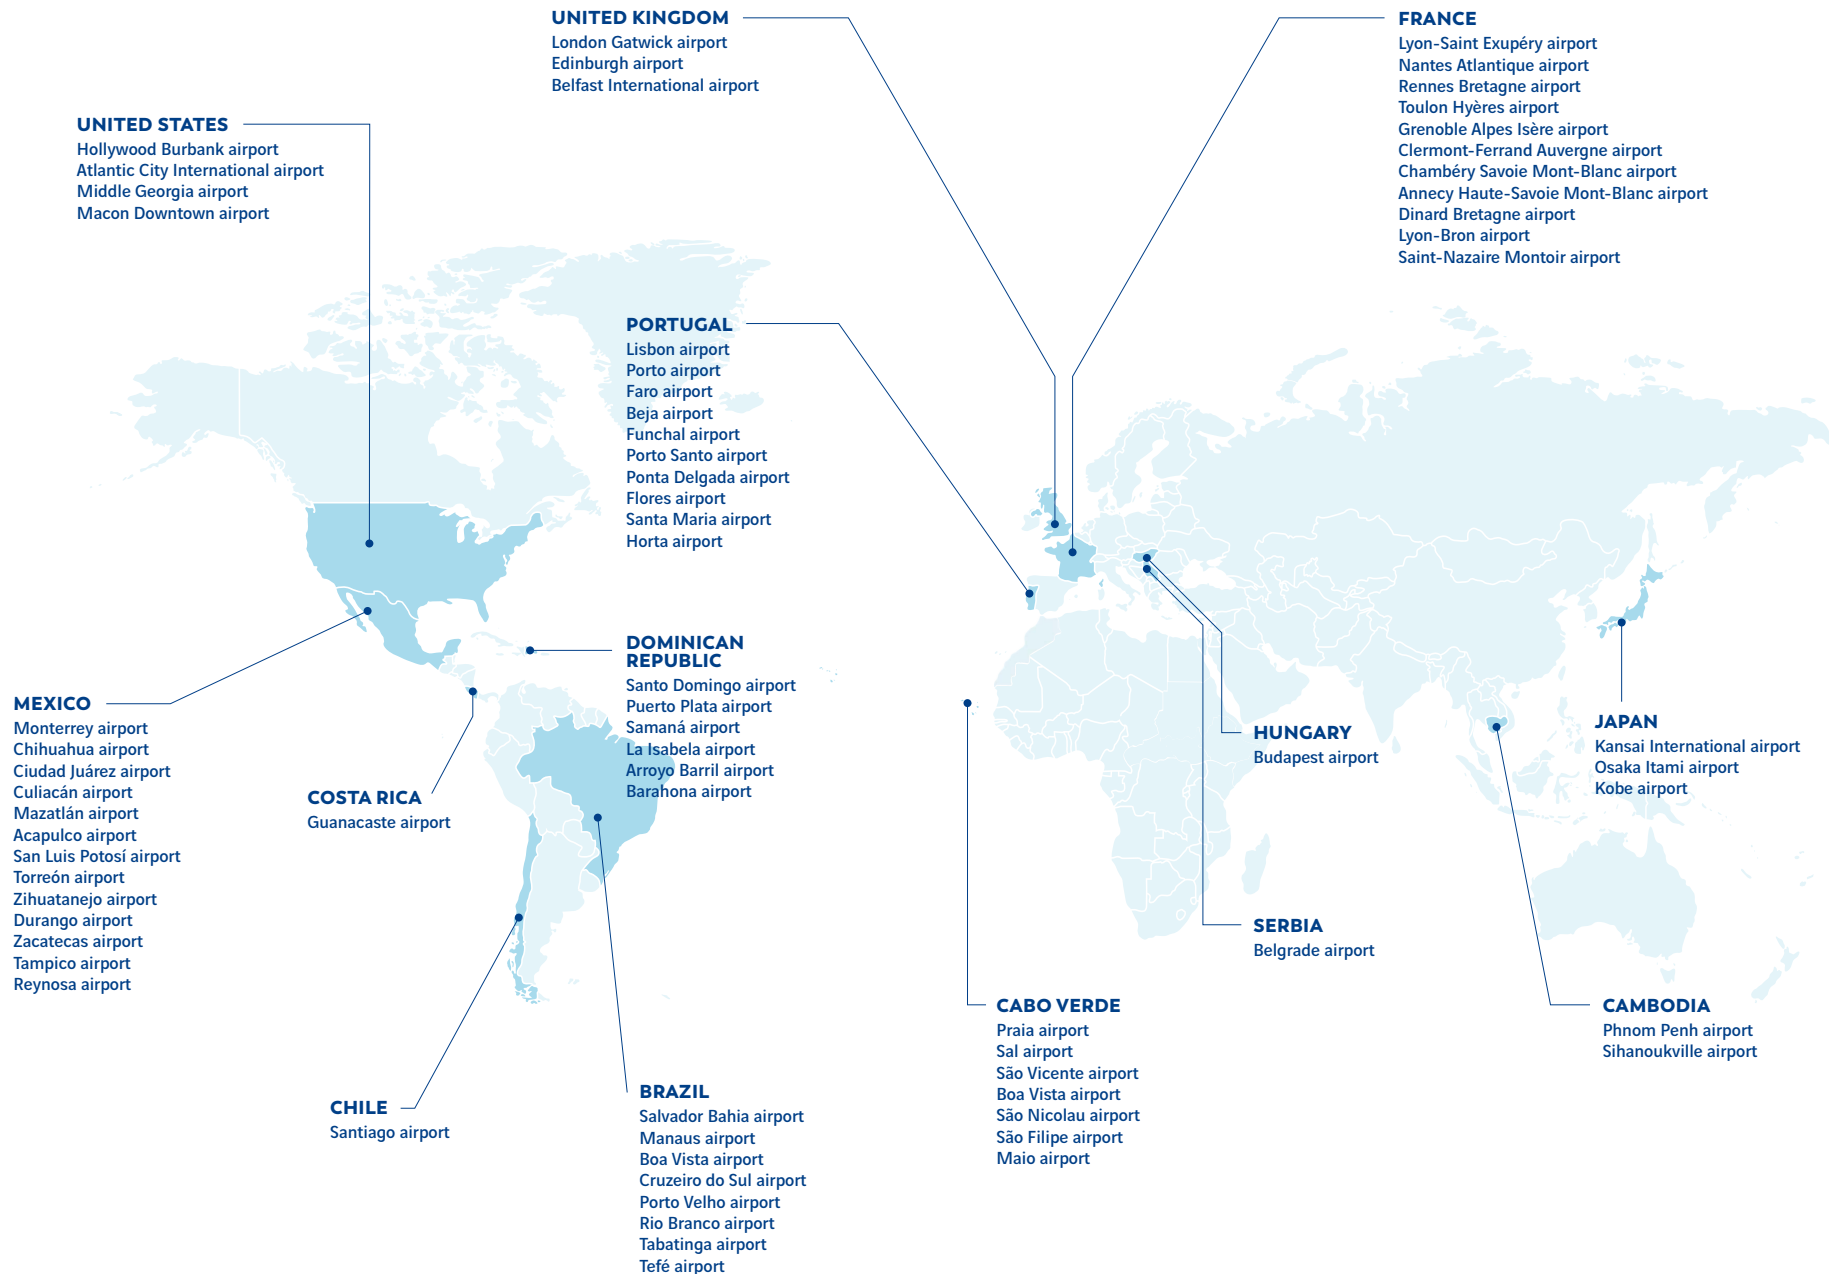 UNITED KINGDOM
London Gatwick airport
Edinburgh airport
Belfast International airport
FRANCE
Lyon-Saint Exupéry airport
Nantes Atlantique airport
Rennes Bretagne airport
Toulon Hyères airport
Grenoble Alpes Isère airport
Clermont-Ferrand Auvergne airport
Chambéry Savoie Mont-Blanc airport
Annecy Haute-Savoie Mont-Blanc airport
Dinard Bretagne airport
Lyon-Bron airport
Saint-Nazaire Montoir airport
UNITED STATES
Hollywood Burbank airport
Atlantic City International airport
Middle Georgia airport
Macon Downtown airport
PORTUGAL
Lisbon airport
Porto airport
Faro airport
Beja airport
Funchal airport
Porto Santo airport
Ponta Delgada airport
Flores airport
Santa Maria airport
Horta airport
DOMINICAN
REPUBLIC
Santo Domingo airport
Puerto Plata airport
Samaná airport
La Isabela airport
Arroyo Barril airport
Barahona airport
MEXICO
Monterrey airport
Chihuahua airport
Ciudad Juárez airport
Culiacán airport
Mazatlán airport
Acapulco airport
San Luis Potosí airport
Torreón airport
Zihuatanejo airport
Durango airport
Zacatecas airport
Tampico airport
Reynosa airport
COSTA RICA
Guanacaste airport
HUNGARY
Budapest airport
JAPAN
Kansai International airport
Osaka Itami airport
Kobe airport
SERBIA
Belgrade airport
CABO VERDE
Praia airport
Sal airport
São Vicente airport
Boa Vista airport
São Nicolau airport
São Filipe airport
Maio airport
CAMBODIA
Phnom Penh airport
Sihanoukville airport
CHILE
Santiago airport
BRAZIL
Salvador Bahia airport
Manaus airport
Boa Vista airport
Cruzeiro do Sul airport
Porto Velho airport
Rio Branco airport
Tabatinga airport
Tefé airport